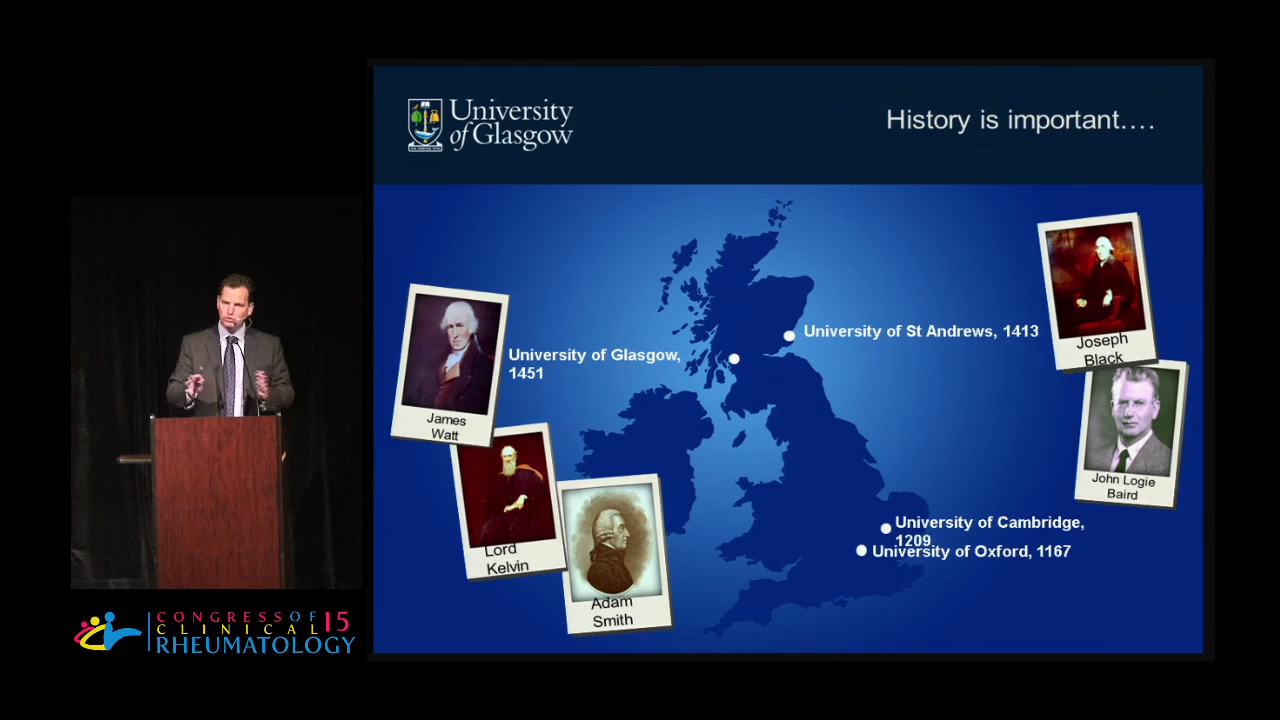 University
of Glasgow
History is important....
University of St Andrews, 1413
University of Glasgow,
1451
James
Watt
Lord
Kelvin
Adam
Smith
Joseph
Black
John Logie
Baird
University of Cambridge,
1209
University of Oxford, 1167
CONGRESS OF 15
CLINICAL
RHEUMATOLOGY